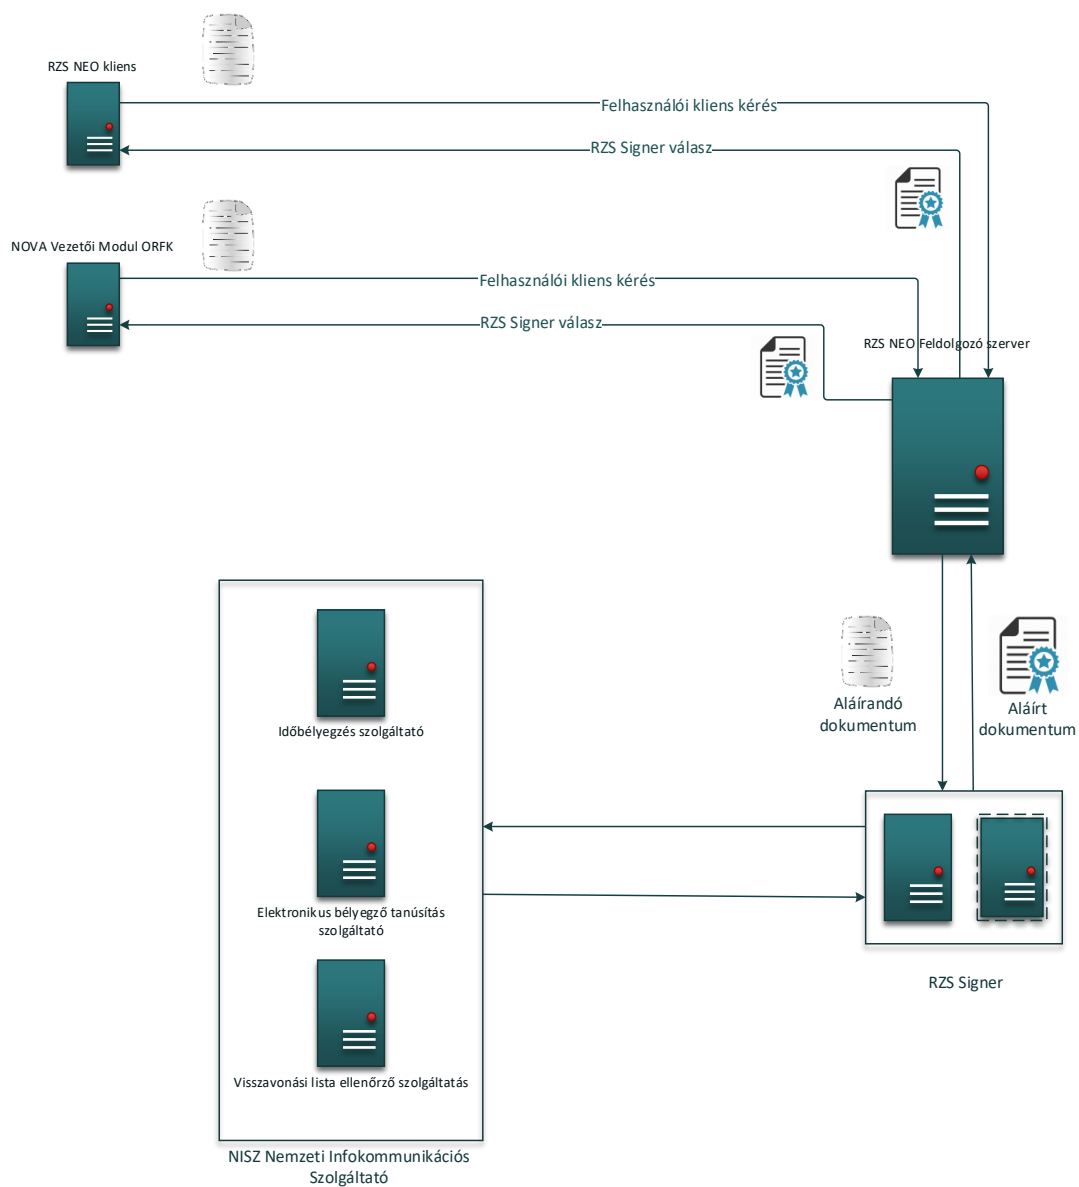 RZS NEO kliens
Felhasználói kliens kérés
RZS Signer válasz
NOVA Vezetői Modul ORFK
Felhasználói kliens kérés
RZS Signer válasz
RZS NEO Feldolgozó szerver
Aláírandó
dokumentum
Aláírt
dokumentum
Időbélyegzés szolgáltató
Elektronikus bélyegző tanúsítás
szolgáltató
Visszavonási lista ellenőrző szolgáltatás
RZS Signer
NISZ Nemzeti Infokommunikációs
Szolgáltató